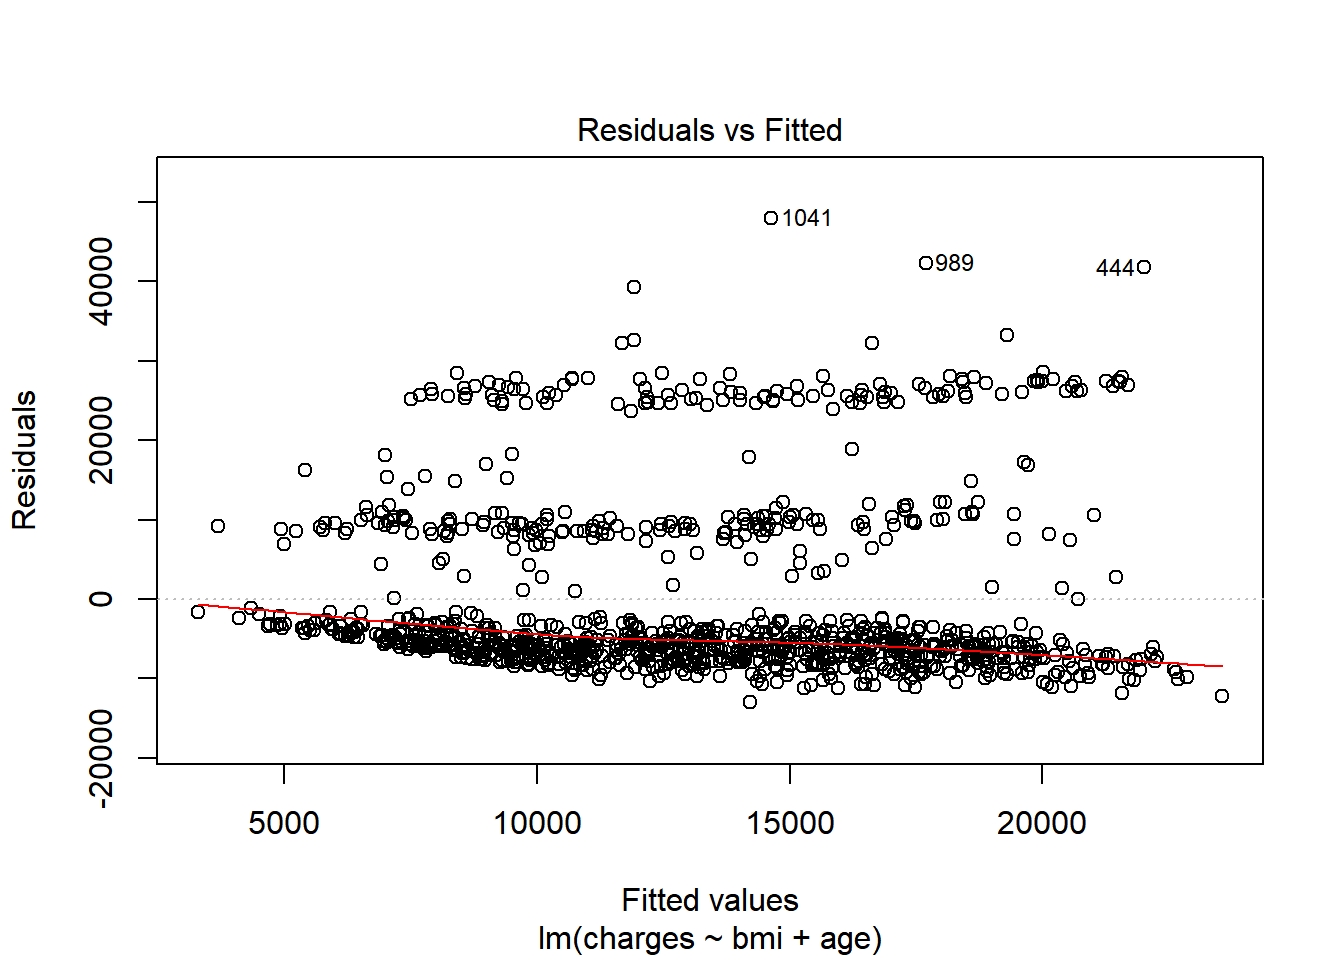 Residuals vs Fitted
1041
989
444
Residuals
40000
20000
0
-20000
5000 10000 15000 20000
Fitted values
lm(charges ~ bmi + age)